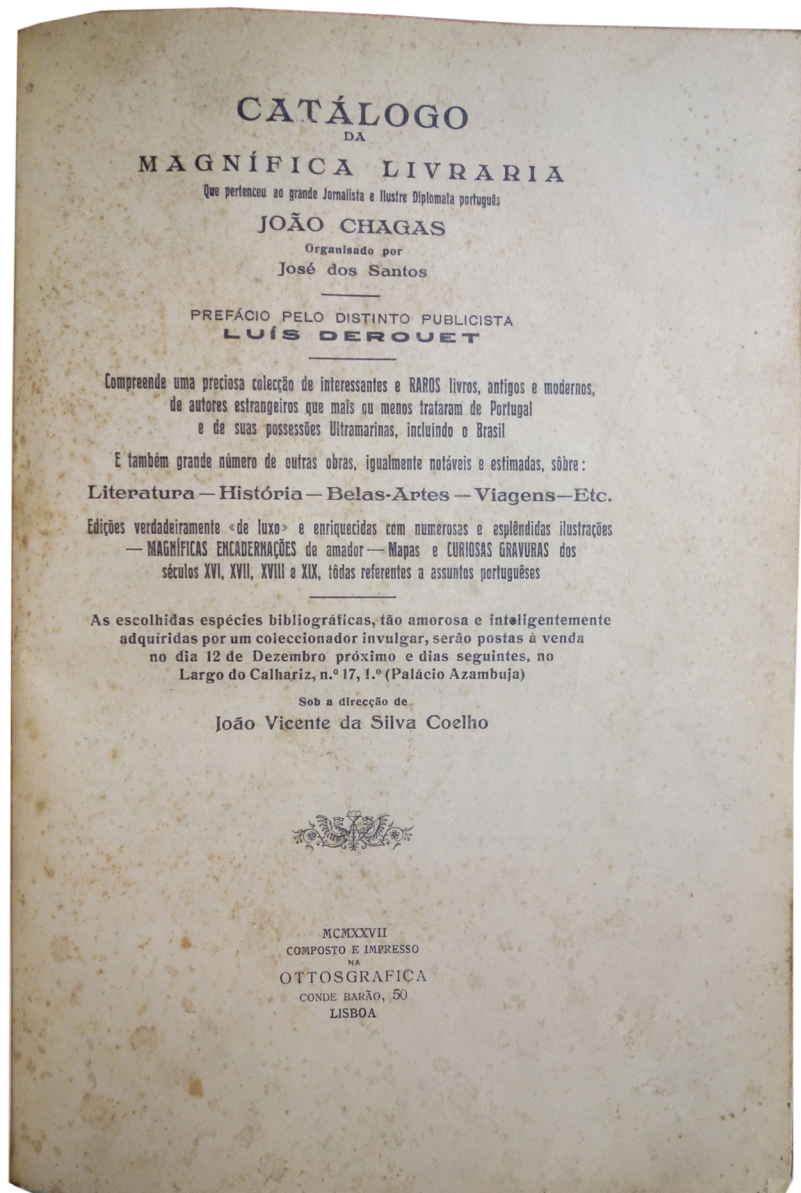 CATÁLOGO
DA
MAGNÍFICA LIVRARIA
Que pertenceu ao grande Jornalista e Ilustre Diplomata português
JOÃO CHAGAS
Organisado por
José dos Santos
PREFÁCIO PELO DISTINTO PUBLICISTA
LUÍS DEROUET
Compreende uma preciosa colecção de interessantes e RAROS livros, antigos e modernos,
de autores estrangeiros que mais ou menos trataram de Portugal
e de suas possessões Ultramarinas, incluíndo o Brasil
E também grande número de outras obras, igualmente notáveis e estimadas, sôbre:
Literatura — História — Belas-Artes — Viagens — Etc.
Edições verdadeiramente «de luxo» e enriquecidas com numerosas e esplêndidas ilustrações
— MAGNÍFICAS ENCADERNAÇÕES de amador — Mapas e CURIOSAS GRAVURAS dos
séculos XVI, XVII, XVIII e XIX, tôdas referentes a assuntos portuguêses
As escolhidas espécies bibliográficas, tão amorosa e inteligentemente
adquiridas por um coleccionador invulgar, serão postas à venda
no dia 12 de Dezembro próximo e dias seguintes, no
Largo do Calhariz, n.º 17, 1.º (Palácio Azambuja)
Sob a direcção de
João Vicente da Silva Coelho
MCMXXVII
COMPOSTO E IMPRESSO
NA
OTTOSGRAFICA
CONDE BARÃO, 50
LISBOA